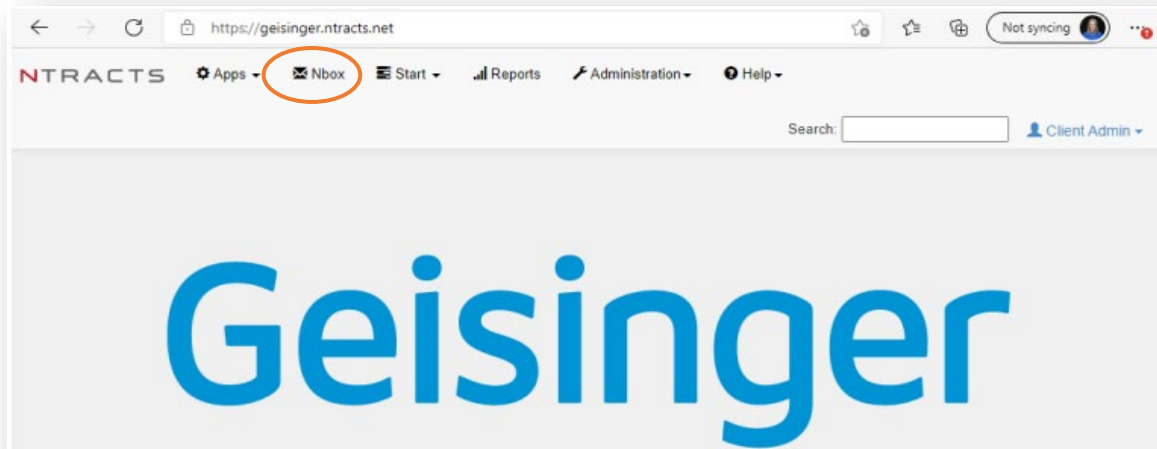 https://geisinger.ntracts.net
Not syncing
NTRACTS Apps Nbox Start Reports Administration Help
Search:
Client Admin
Geisinger